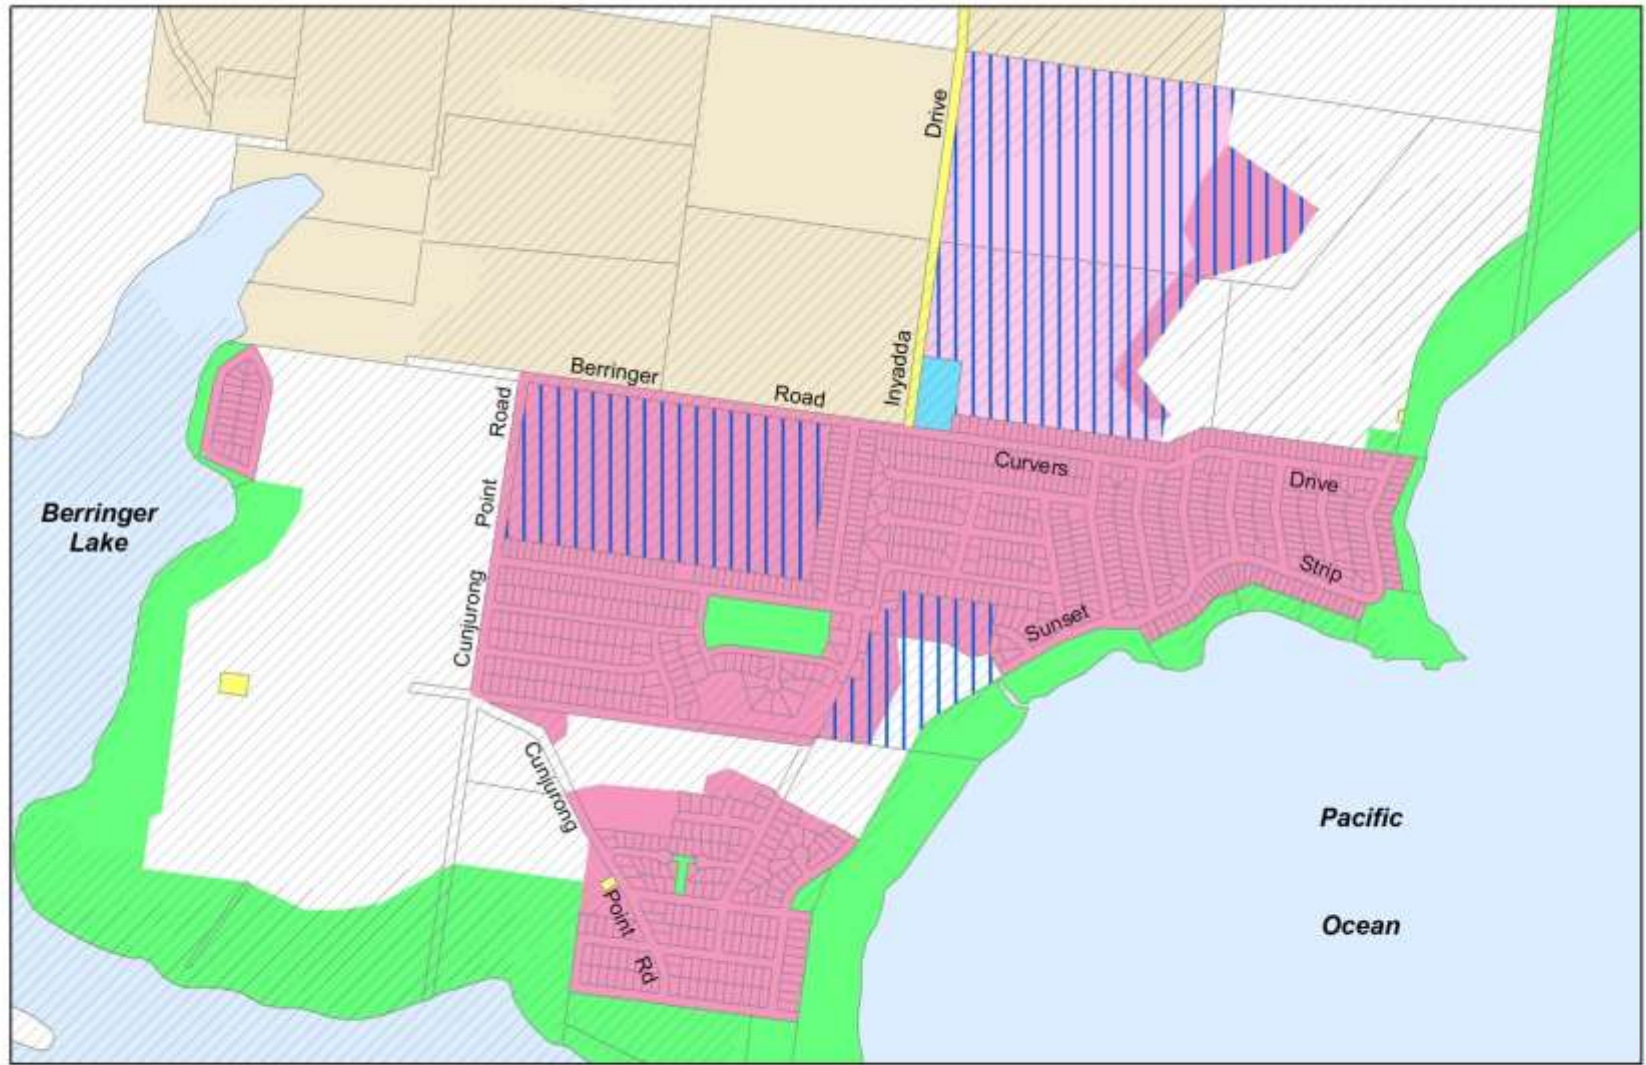 Drive
Inyadda
Berringer
Road
Road
Point
Cunjurong
Curvers
Drive
Strip
Sunset
Berringer
Lake
Cunjurong
Point
Rd
Pacific
Ocean